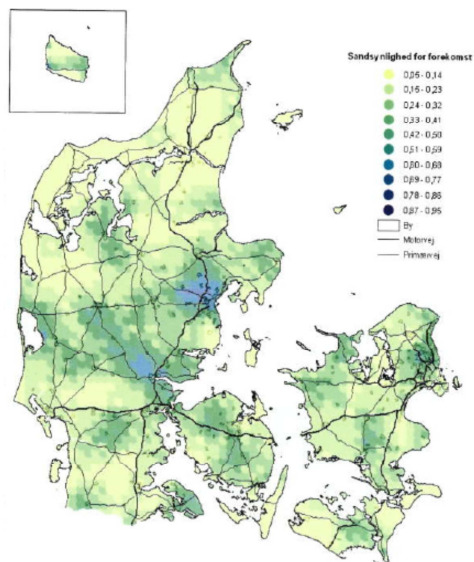 Sandsynlighed for forekomst
0,05 - 0,14
0,15 - 0,23
0,24 - 0,32
0,33 - 0,41
0,42 - 0,50
0,51 - 0,59
0,60 - 0,68
0,69 - 0,77
0,78 - 0,86
0,87 - 0,95
By
Motorvej
Primærvej